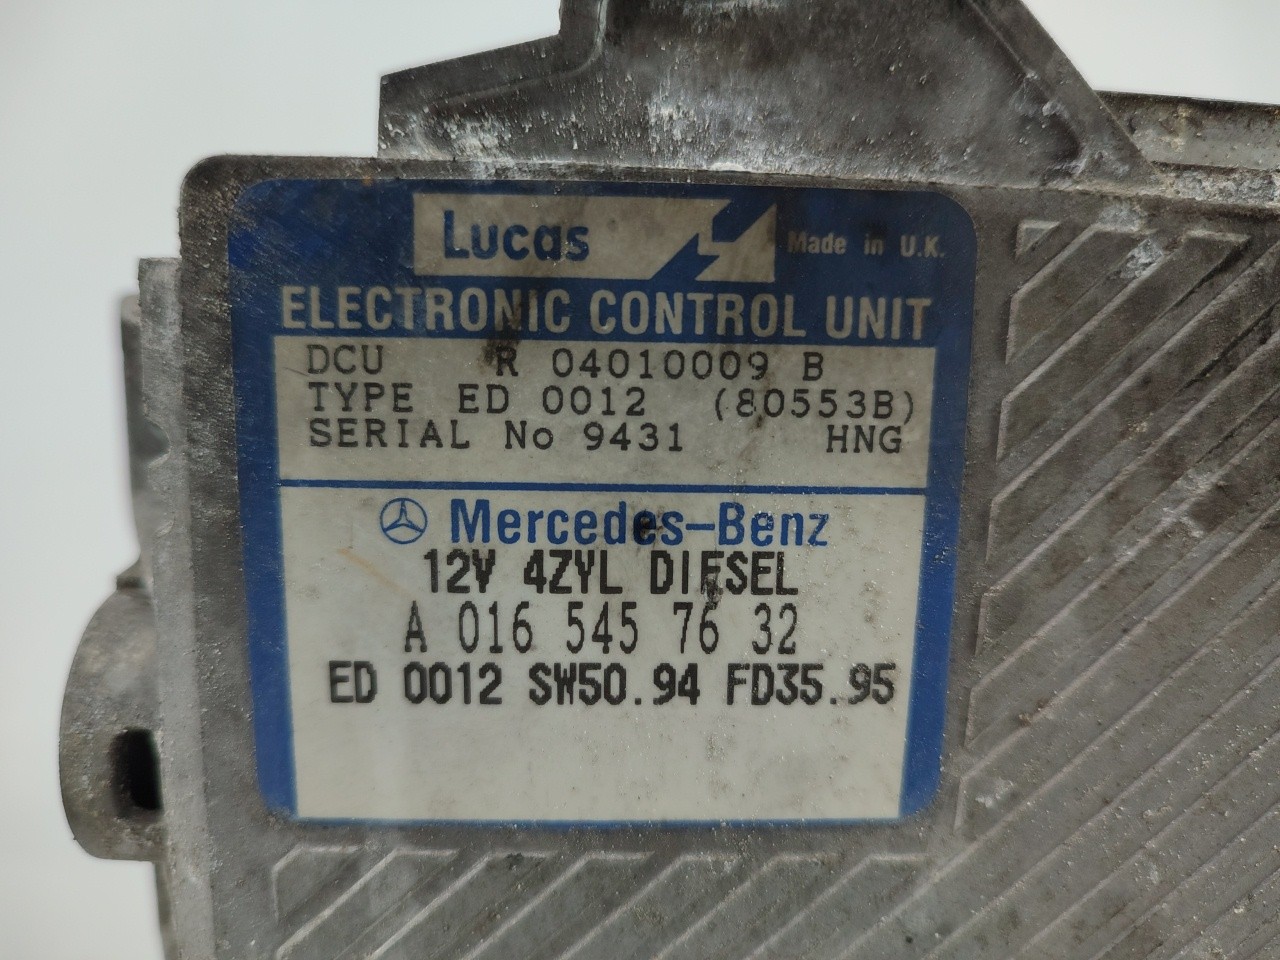 Lucas
Made in U.K.
ELECTRONIC CONTROL UNIT
DCU R 04010009 B
TYPE ED 0012 (80553B)
SERIAL No 9431 HNG
Mercedes-Benz
12V 4ZYL DIESEL
A 016 545 76 32
ED 0012 SW50.94 FD35.95